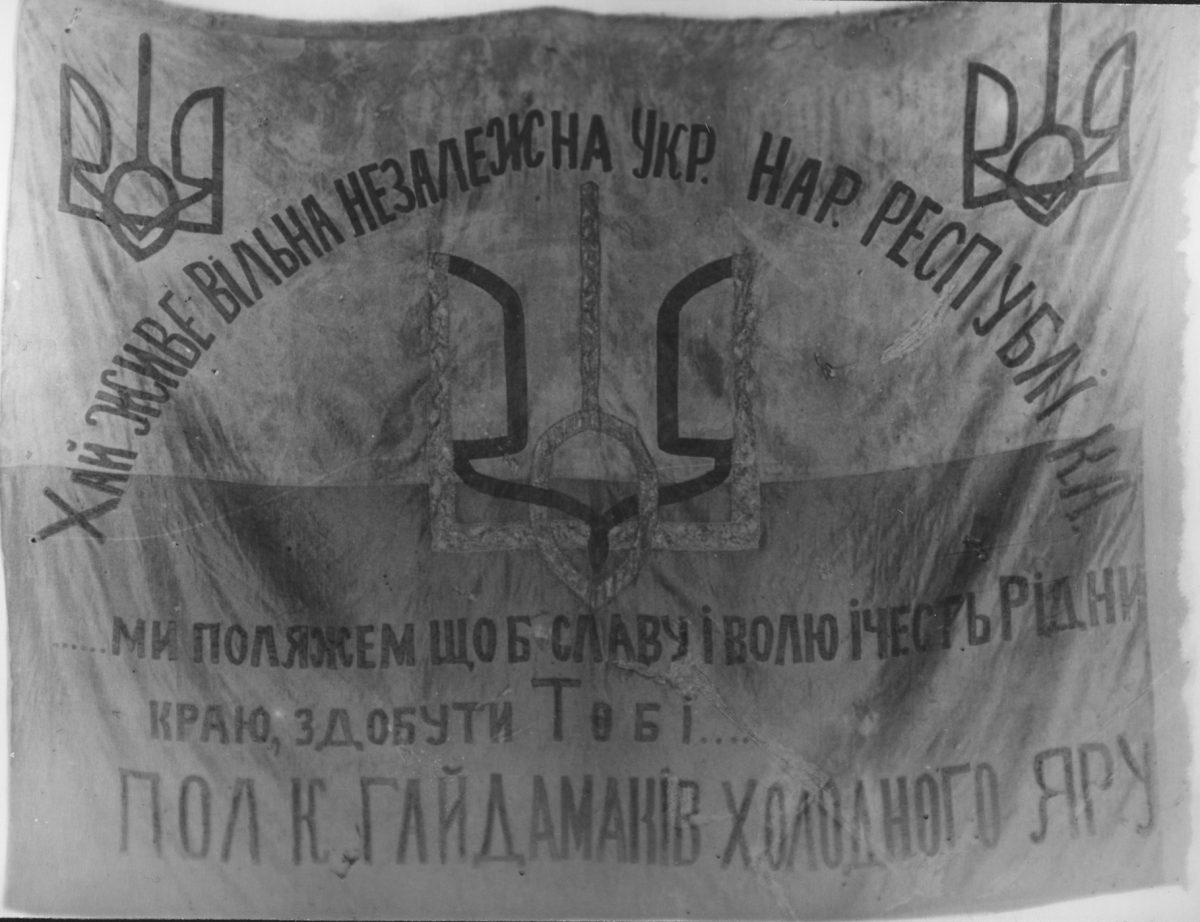 ХАЙ ЖИВЕ ВІЛЬНА НЕЗАЛЕЖНА УКР. НАР. РЕСПУБЛІКА.
......МИ ПОЛЯЖЕМ ЩОБ СЛАВУ І ВОЛЮ І ЧЕСТЬ РІДНИЙ
КРАЮ, ЗДОБУТИ ТОБІ.....
ПОЛК ГАЙДАМАКІВ ХОЛОДНОГО ЯРУ